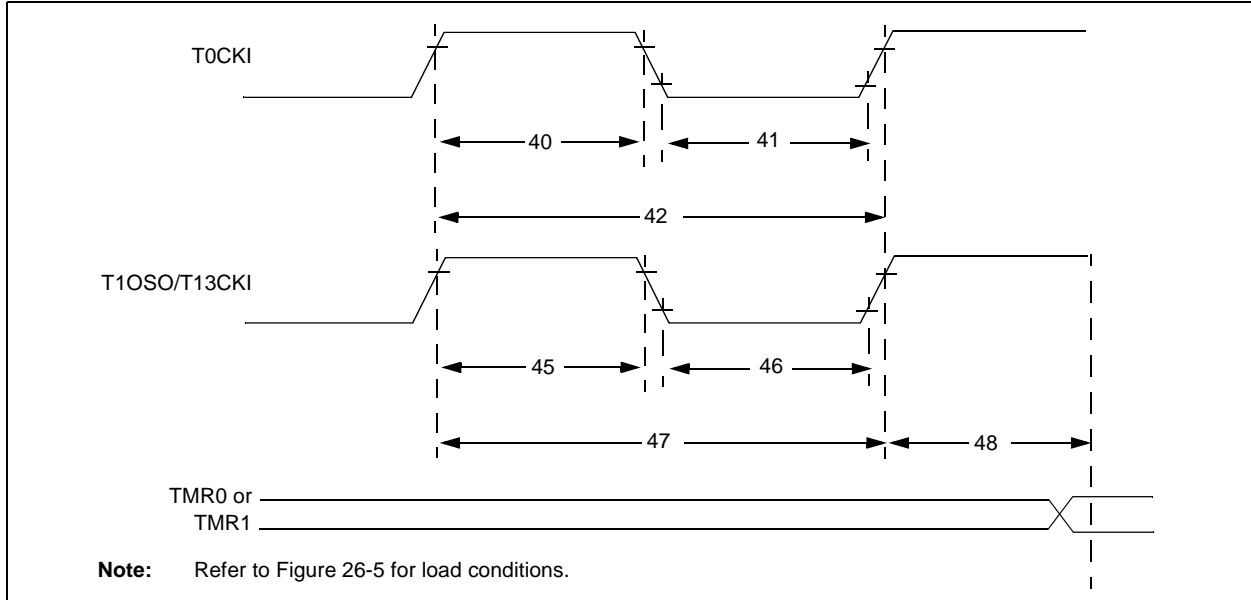 T0CKI
40
41
42
T1OSO/T13CKI
45
46
47
48
TMR0 or
TMR1
Note: Refer to Figure 26-5 for load conditions.